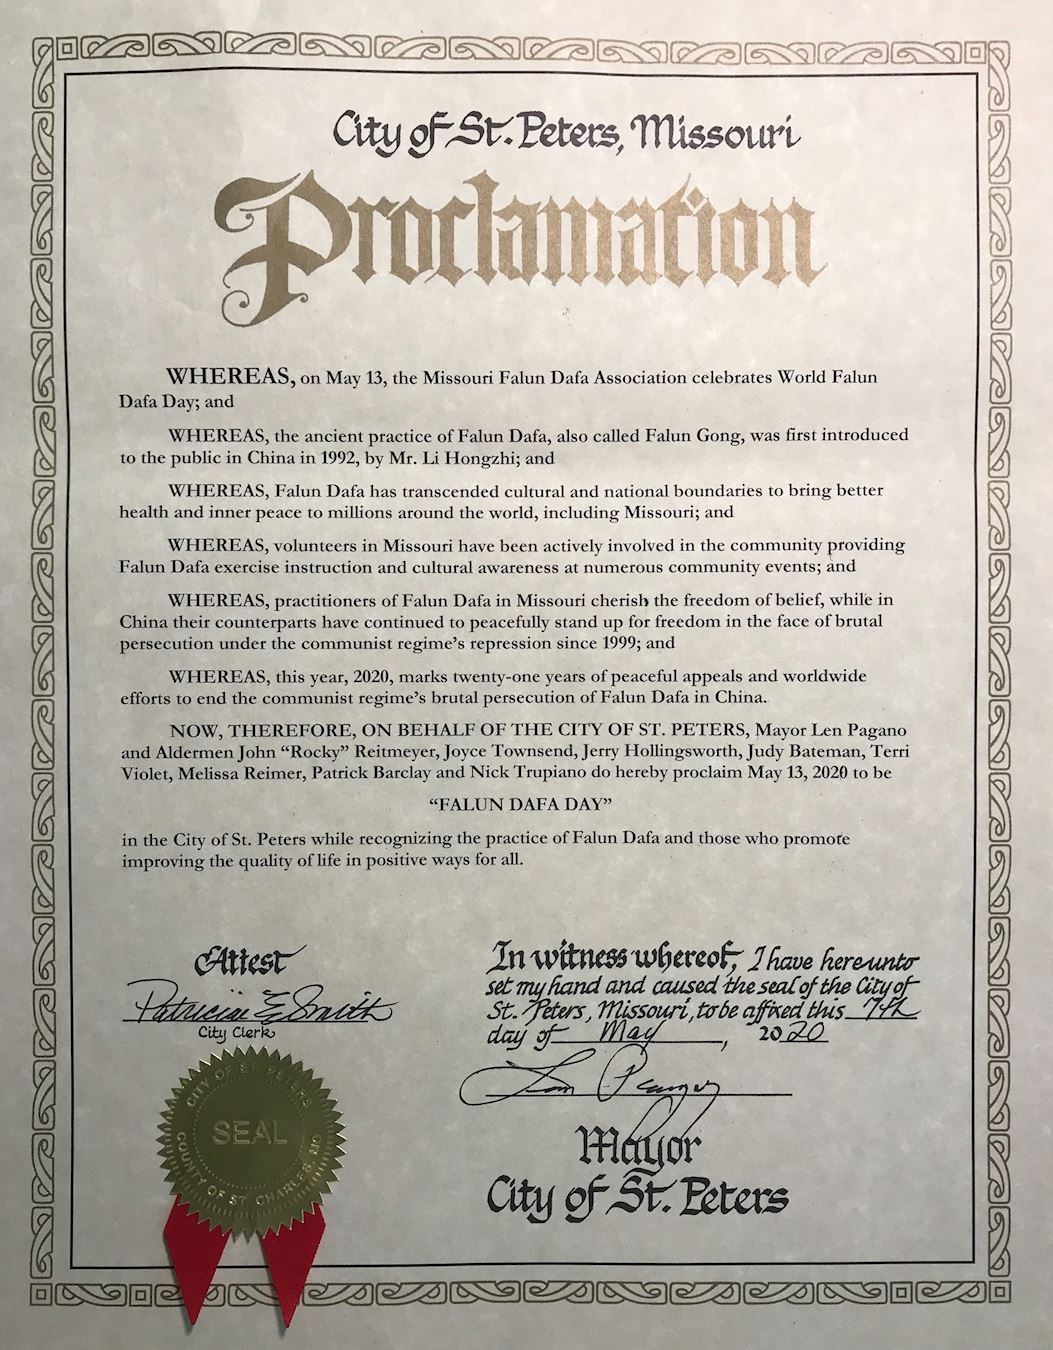 City of St. Peters, Missouri
Proclamation
WHEREAS, on May 13, the Missouri Falun Dafa Association celebrates World Falun
Dafa Day; and
WHEREAS, the ancient practice of Falun Dafa, also called Falun Gong, was first introduced
to the public in China in 1992, by Mr. Li Hongzhi; and
WHEREAS, Falun Dafa has transcended cultural and national boundaries to bring better
health and inner peace to millions around the world, including Missouri; and
WHEREAS, volunteers in Missouri have been actively involved in the community providing
Falun Dafa exercise instruction and cultural awareness at numerous community events; and
WHEREAS, practitioners of Falun Dafa in Missouri cherish the freedom of belief, while in
China their counterparts have continued to peacefully stand up for freedom in the face of brutal
persecution under the communist regime's repression since 1999; and
WHEREAS, this year, 2020, marks twenty-one years of peaceful appeals and worldwide
efforts to end the communist regime's brutal persecution of Falun Dafa in China.
NOW, THEREFORE, ON BEHALF OF THE CITY OF ST. PETERS, Mayor Len Pagano
and Aldermen John “Rocky” Reitmeyer, Joyce Townsend, Jerry Hollingsworth, Judy Bateman, Terri
Violet, Melissa Reimer, Patrick Barclay and Nick Trupiano do hereby proclaim May 13, 2020 to be
“FALUN DAFA DAY”
in the City of St. Peters while recognizing the practice of Falun Dafa and those who promote
improving the quality of life in positive ways for all.
Attest
Patricia E Smith
City Clerk
CITY OF ST PETERS
SEAL
COUNTY OF ST CHARLES, MO
In witness whereof, I have hereunto
set my hand and caused the seal of the City of
St. Peters, Missouri, to be affixed this 7th
day of May, 2020
Len Pagano
Mayor
City of St. Peters